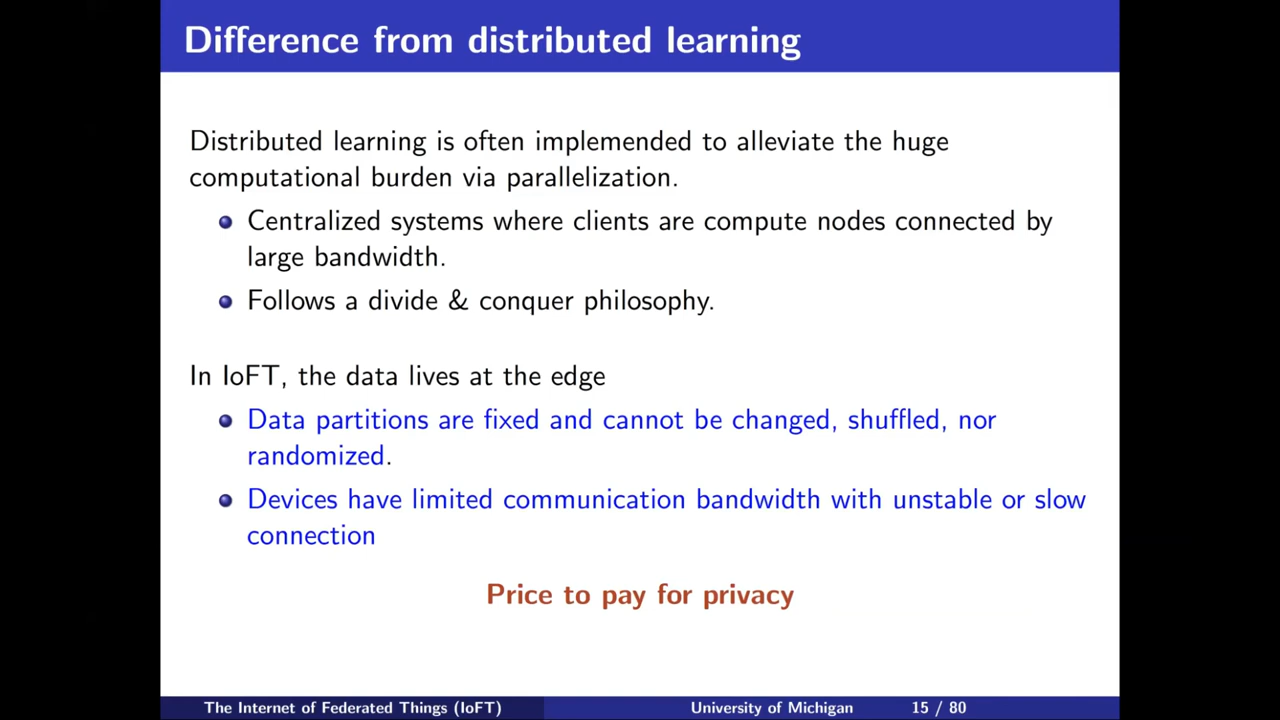 Difference from distributed learning
Distributed learning is often implemended to alleviate the huge
computational burden via parallelization.
Centralized systems where clients are compute nodes connected by
large bandwidth.
Follows a divide & conquer philosophy.
In IoFT, the data lives at the edge
Data partitions are fixed and cannot be changed, shuffled, nor
randomized.
Devices have limited communication bandwidth with unstable or slow
connection
Price to pay for privacy
The Internet of Federated Things (IoFT) University of Michigan 15 / 80